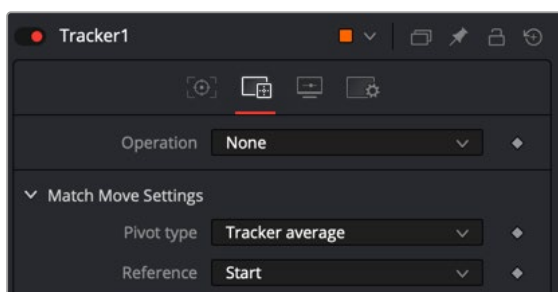 Tracker1
Operation None
Match Move Settings
Pivot type Tracker average
Reference Start